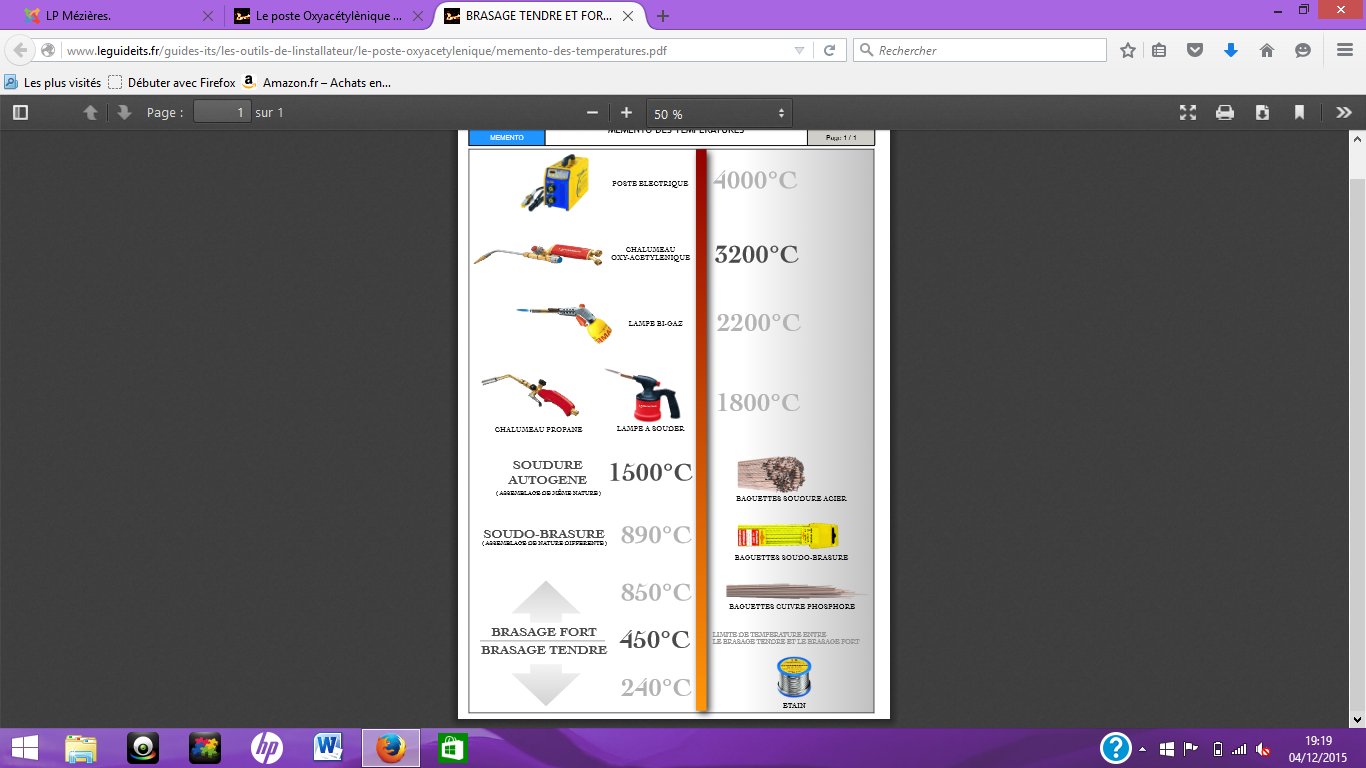 LP Mézières.
Le poste Oxyacétylènique ...
BRASAGE TENDRE ET FOR...
www.leguideits.fr/guides-its/les-outils-de-linstallateur/le-poste-oxyacetylenique/memento-des-temperatures.pdf
Rechercher
Les plus visités
Débuter avec Firefox
Amazon.fr – Achats en...
Page :
1
sur 1
50 %
MEMENTO
MEMENTO DES TEMPERATURES
Page 1 / 1
POSTE ELECTRIQUE
4000°C
CHALUMEAU
OXY-ACETYLENIQUE
3200°C
LAMPE BI-GAZ
2200°C
1800°C
CHALUMEAU PROPANE
LAMPE A SOUDER
SOUDURE
AUTOGENE
( ASSEMBLAGE DE MÊME NATURE )
1500°C
BAGUETTES SOUDURE ACIER
SOUDO-BRASURE
( ASSEMBLAGE DE NATURE DIFFERENTE )
890°C
BAGUETTES SOUDO-BRASURE
850°C
BAGUETTES CUIVRE PHOSPHORE
BRASAGE FORT
BRASAGE TENDRE
450°C
LIMITE DE TEMPERATURE ENTRE
LE BRASAGE TENDRE ET LE BRASAGE FORT
240°C
ETAIN
19:19
04/12/2015